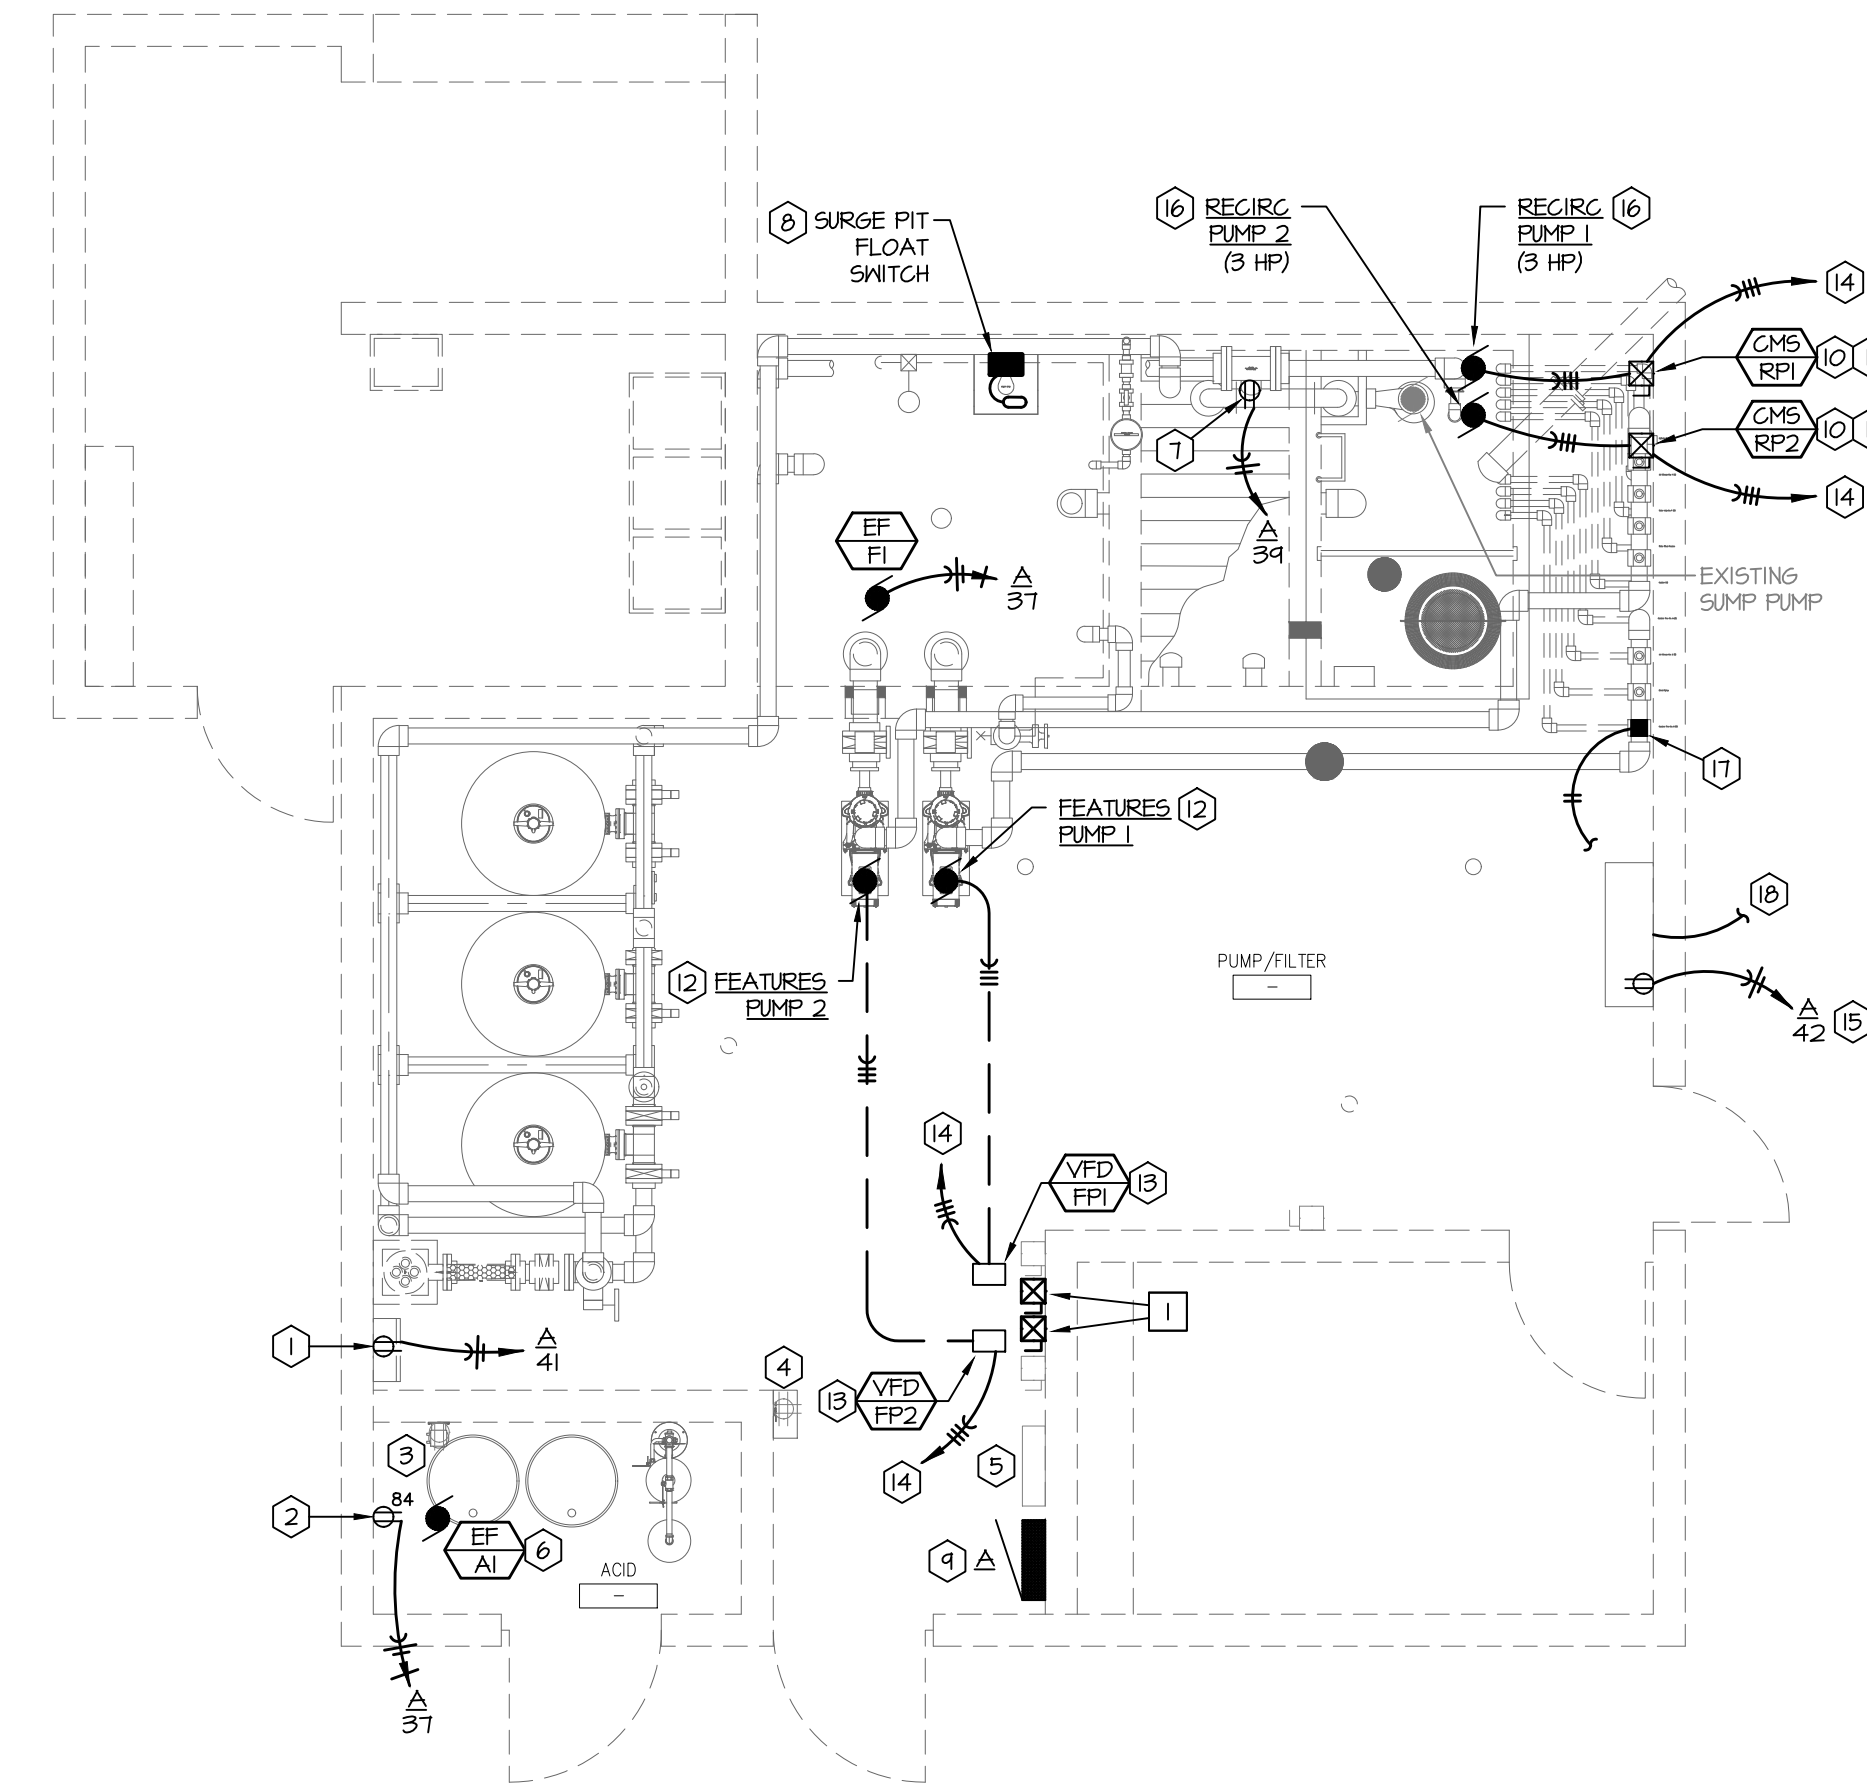 8
SURGE PIT
FLOAT
SWITCH
16
RECIRC
PUMP 2
(3 HP)
RECIRC
PUMP 1
(3 HP)
16
14
CMS
RP1
10
CMS
RP2
10
14
7
A
39
EF
F1
A
37
EXISTING
SUMP PUMP
17
FEATURES
PUMP 1
12
18
12
FEATURES
PUMP 2
PUMP/FILTER
-
A
42
15
14
VFD
FP1
13
1
1
A
41
4
13
VFD
FP2
14
3
5
2
84
EF
A1
6
9
A
ACID
-
A
37